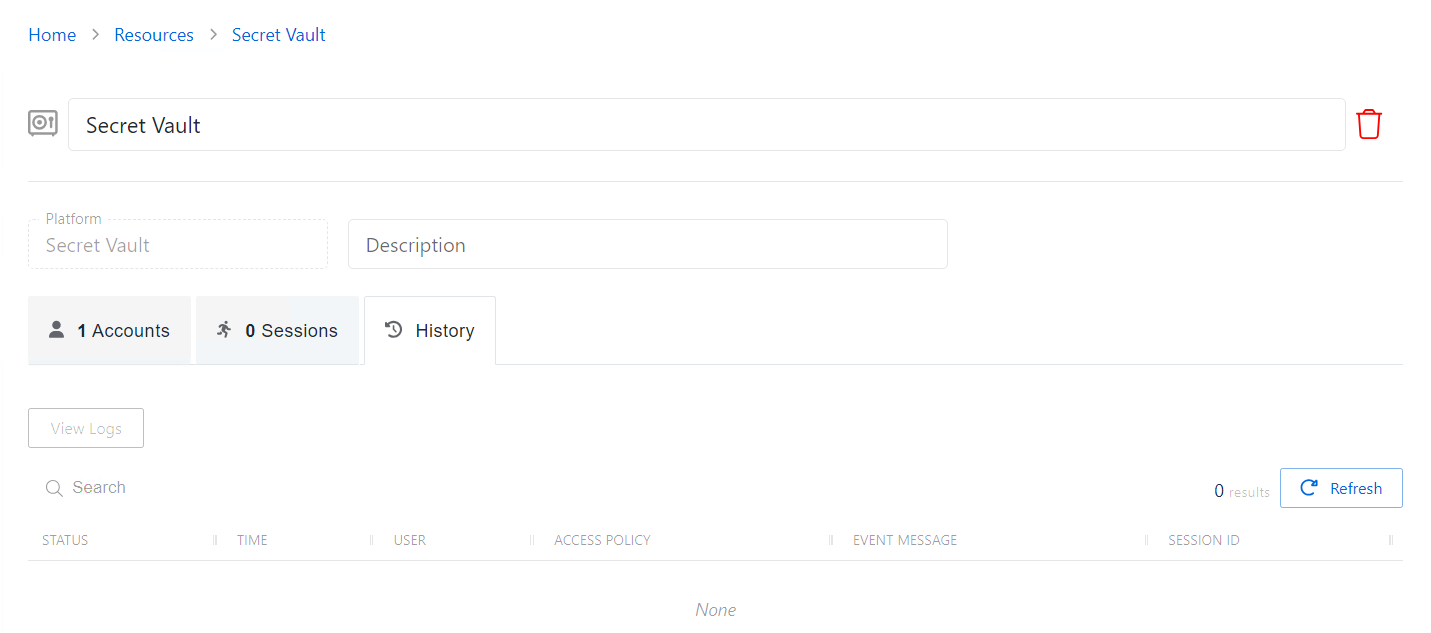 Home > Resources > Secret Vault
Secret Vault
Platform
Secret Vault
Description
1 Accounts
0 Sessions
History
View Logs
Search
0 results
Refresh
STATUS TIME USER ACCESS POLICY EVENT MESSAGE SESSION ID
None